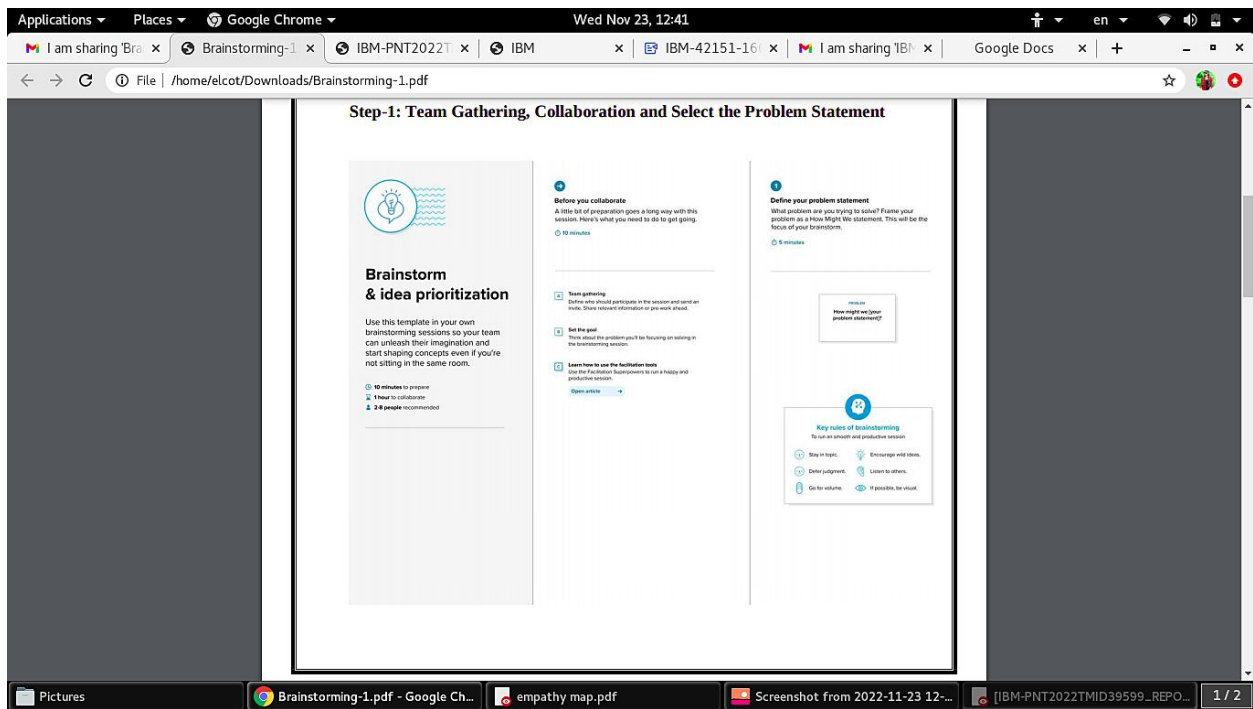 Applications Places Google Chrome Wed Nov 23, 12:41 en
I am sharing 'Bra Brainstorming-1 IBM-PNT2022T IBM IBM-42151-16 I am sharing 'IBM Google Docs
File /home/elcot/Downloads/Brainstorming-1.pdf
Step-1: Team Gathering, Collaboration and Select the Problem Statement
Brainstorm
& idea prioritization
Use this template in your own
brainstorming sessions so your team
can unleash their imagination and
start shaping concepts even if you're
not sitting in the same room.
10 minutes to prepare
1 hour to collaborate
2-8 people recommended
Before you collaborate
A little bit of preparation goes a long way with this
session. Here's what you need to do to get going.
10 minutes
A Team gathering
Define who should participate in the session and send an
invite. Share relevant information or pre-work ahead.
B Set the goal
Think about the problem you'll be focusing on solving in
the brainstorming session.
C Learn how to use the facilitation tools
Use the Facilitation Superpowers to run a happy and
productive session.
Open article
1
Define your problem statement
What problem are you trying to solve? Frame your
problem as a How Might We statement. This will be the
focus of your brainstorm.
5 minutes
PROBLEM
How might we [your
problem statement]?
Key rules of brainstorming
To run an smooth and productive session
Stay in topic. Encourage wild ideas.
Defer judgment. Listen to others.
Go for volume. If possible, be visual.
Pictures Brainstorming-1.pdf - Google Ch... empathy map.pdf Screenshot from 2022-11-23 12-... [IBM-PNT2022TMID39599_REPO... 1 / 2